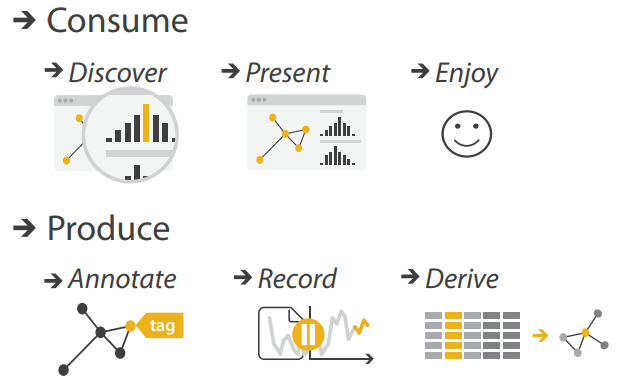 ➔ Consume
➔ Discover ➔ Present ➔ Enjoy
➔ Produce
➔ Annotate ➔ Record ➔ Derive
tag